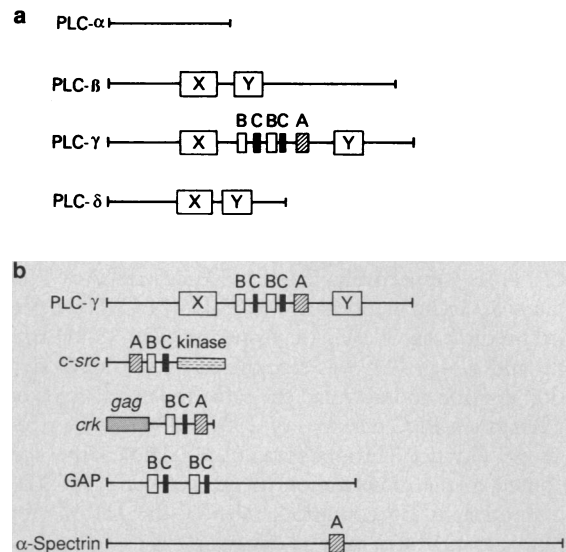 a
PLC-α
PLC-ß
X Y
B C B C A
PLC-γ
X Y
PLC-δ
X Y
b
B C B C A
PLC-γ
X Y
A B C kinase
c-src
gag
B C A
crk
B C B C
GAP
A
α-Spectrin